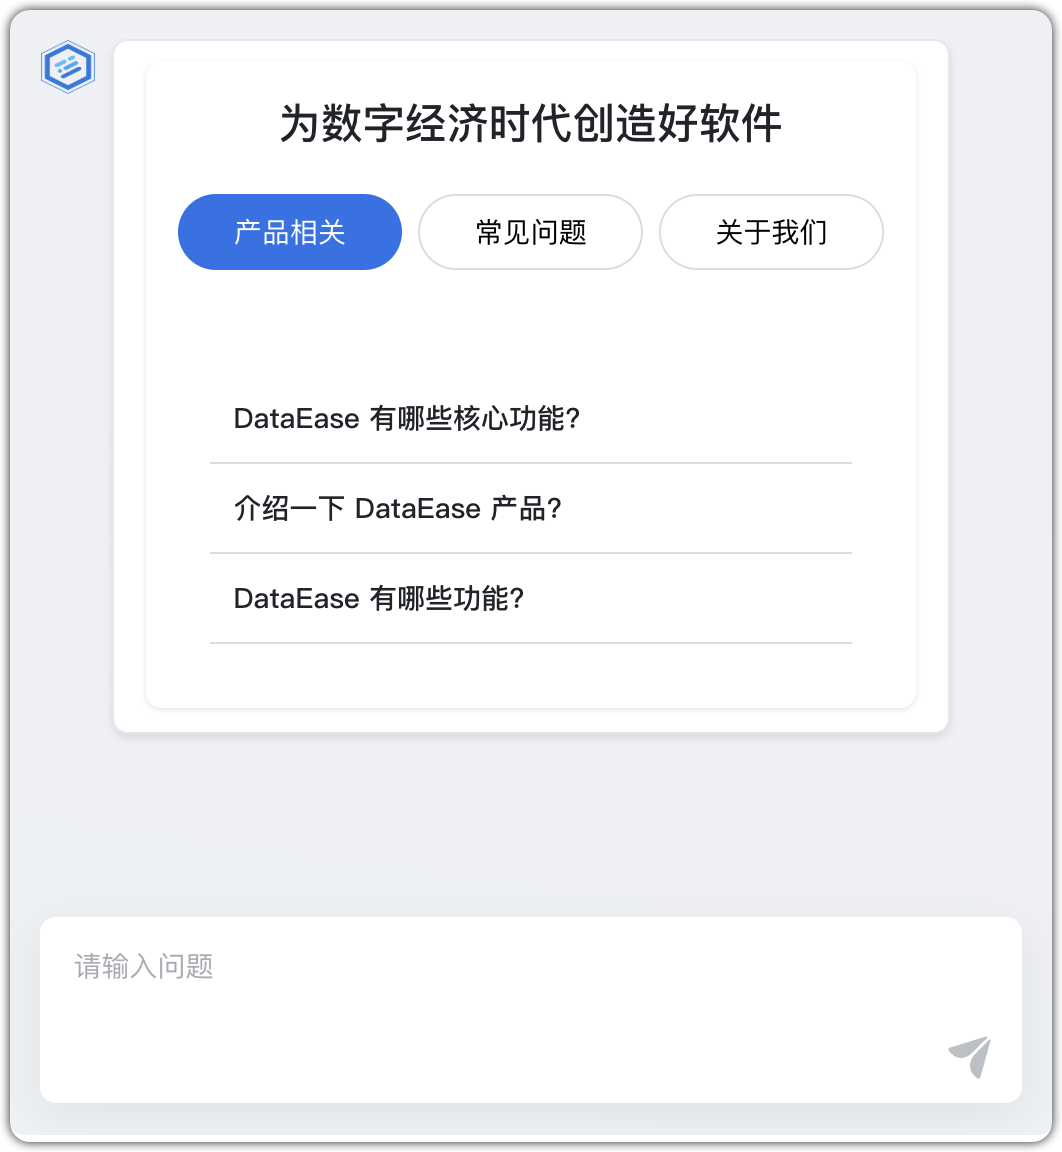 为数字经济时代创造好软件
产品相关 常见问题 关于我们
DataEase 有哪些核心功能?
介绍一下 DataEase 产品?
DataEase 有哪些功能?
请输入问题